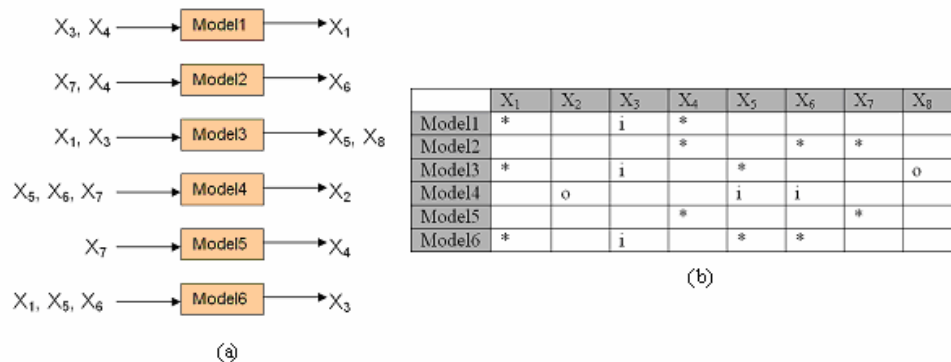 X₃, X₄ Model1 X₁
X₇, X₄ Model2 X₆
X₁, X₃ Model3 X₅, X₈
X₅, X₆, X₇ Model4 X₂
X₇ Model5 X₄
X₁, X₅, X₆ Model6 X₃
(a)
X₁ X₂ X₃ X₄ X₅ X₆ X₇ X₈
Model1 * i *
Model2 * * *
Model3 * i * o
Model4 o i i
Model5 * *
Model6 * i * *
(b)